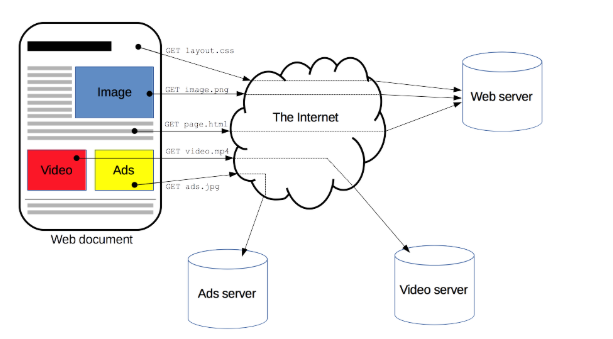 GET layout.css
GET image.png
Image
The Internet
Web server
GET page.html
GET video.mp4
Video
Ads
GET ads.jpg
Web document
Ads server
Video server